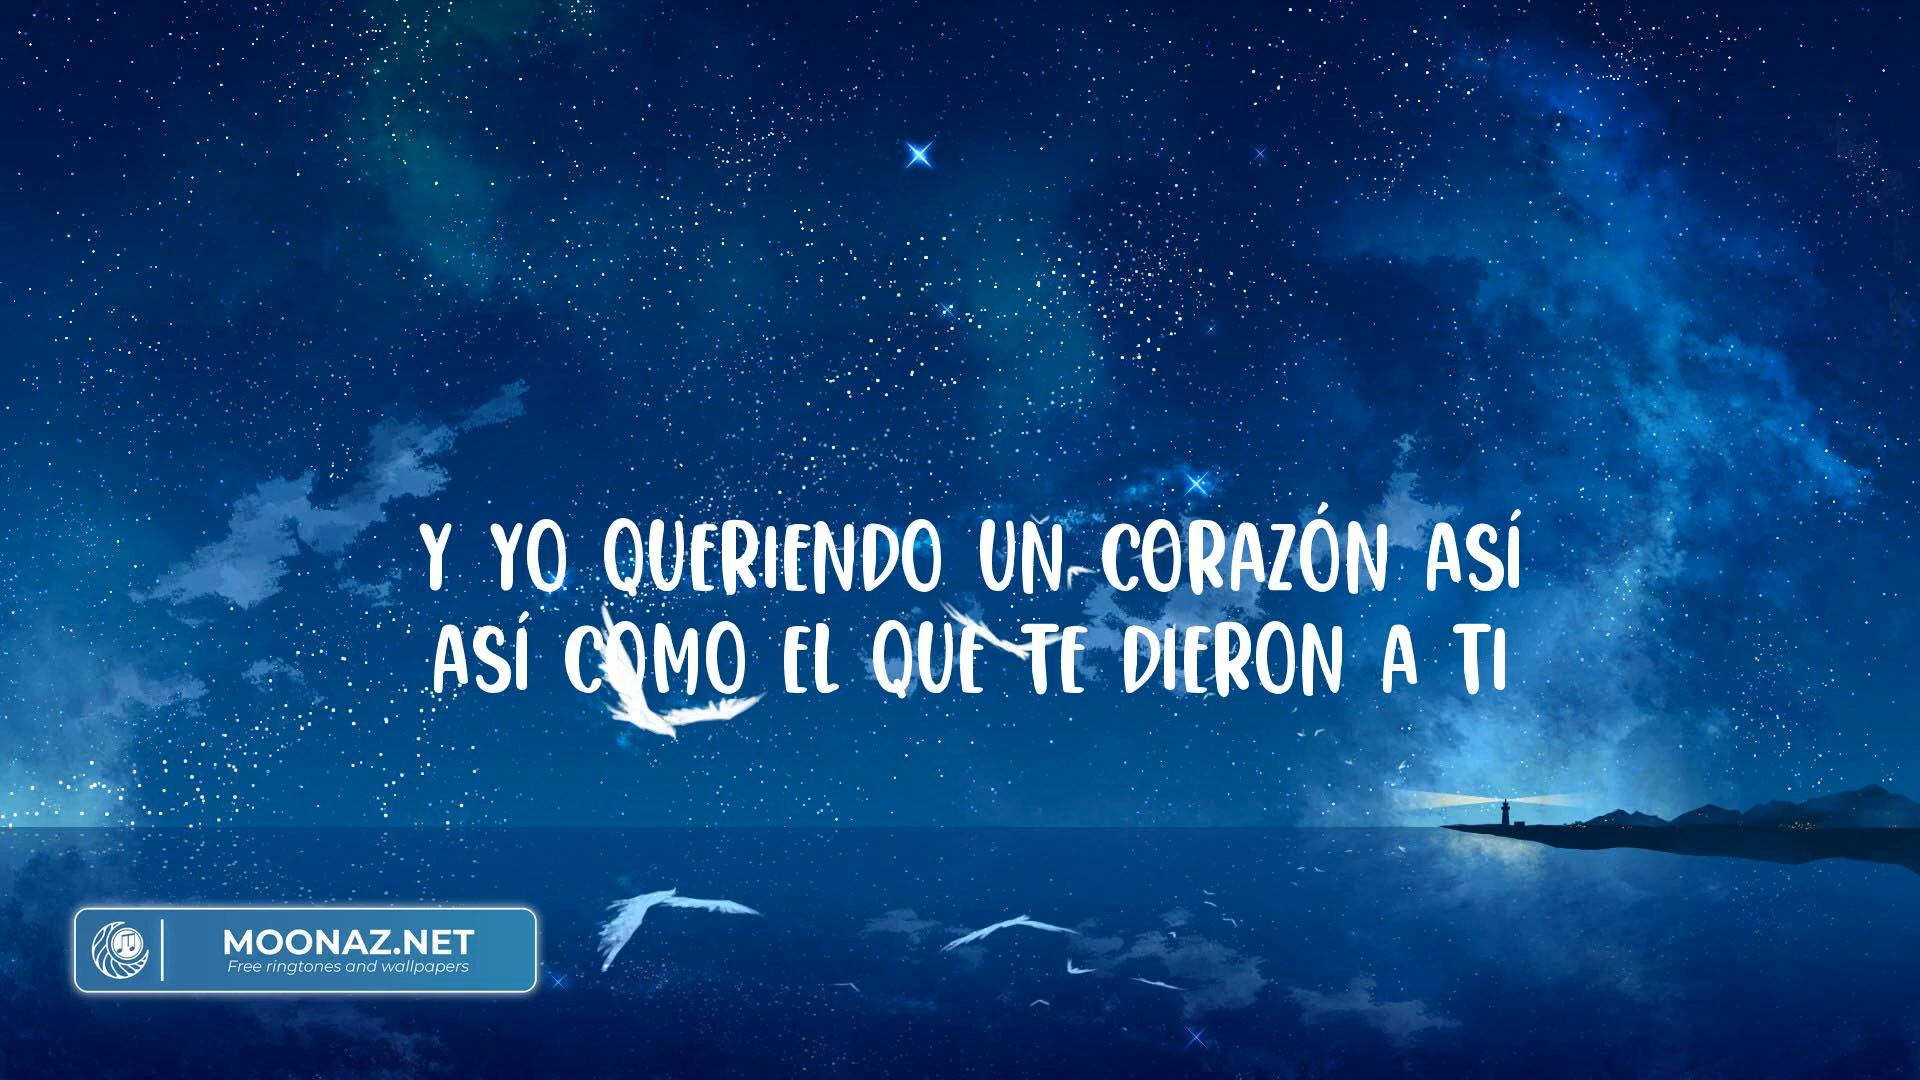 Y YO QUERIENDO UN CORAZÓN ASÍ
ASÍ COMO EL QUE TE DIERON A TI
MOONAZ.NET
Free ringtones and wallpapers